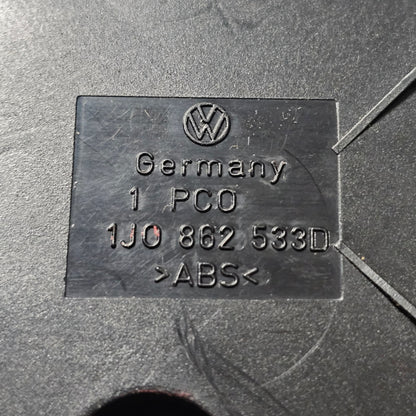 Germany
1 PCO
1J0 862 533D
>ABS<